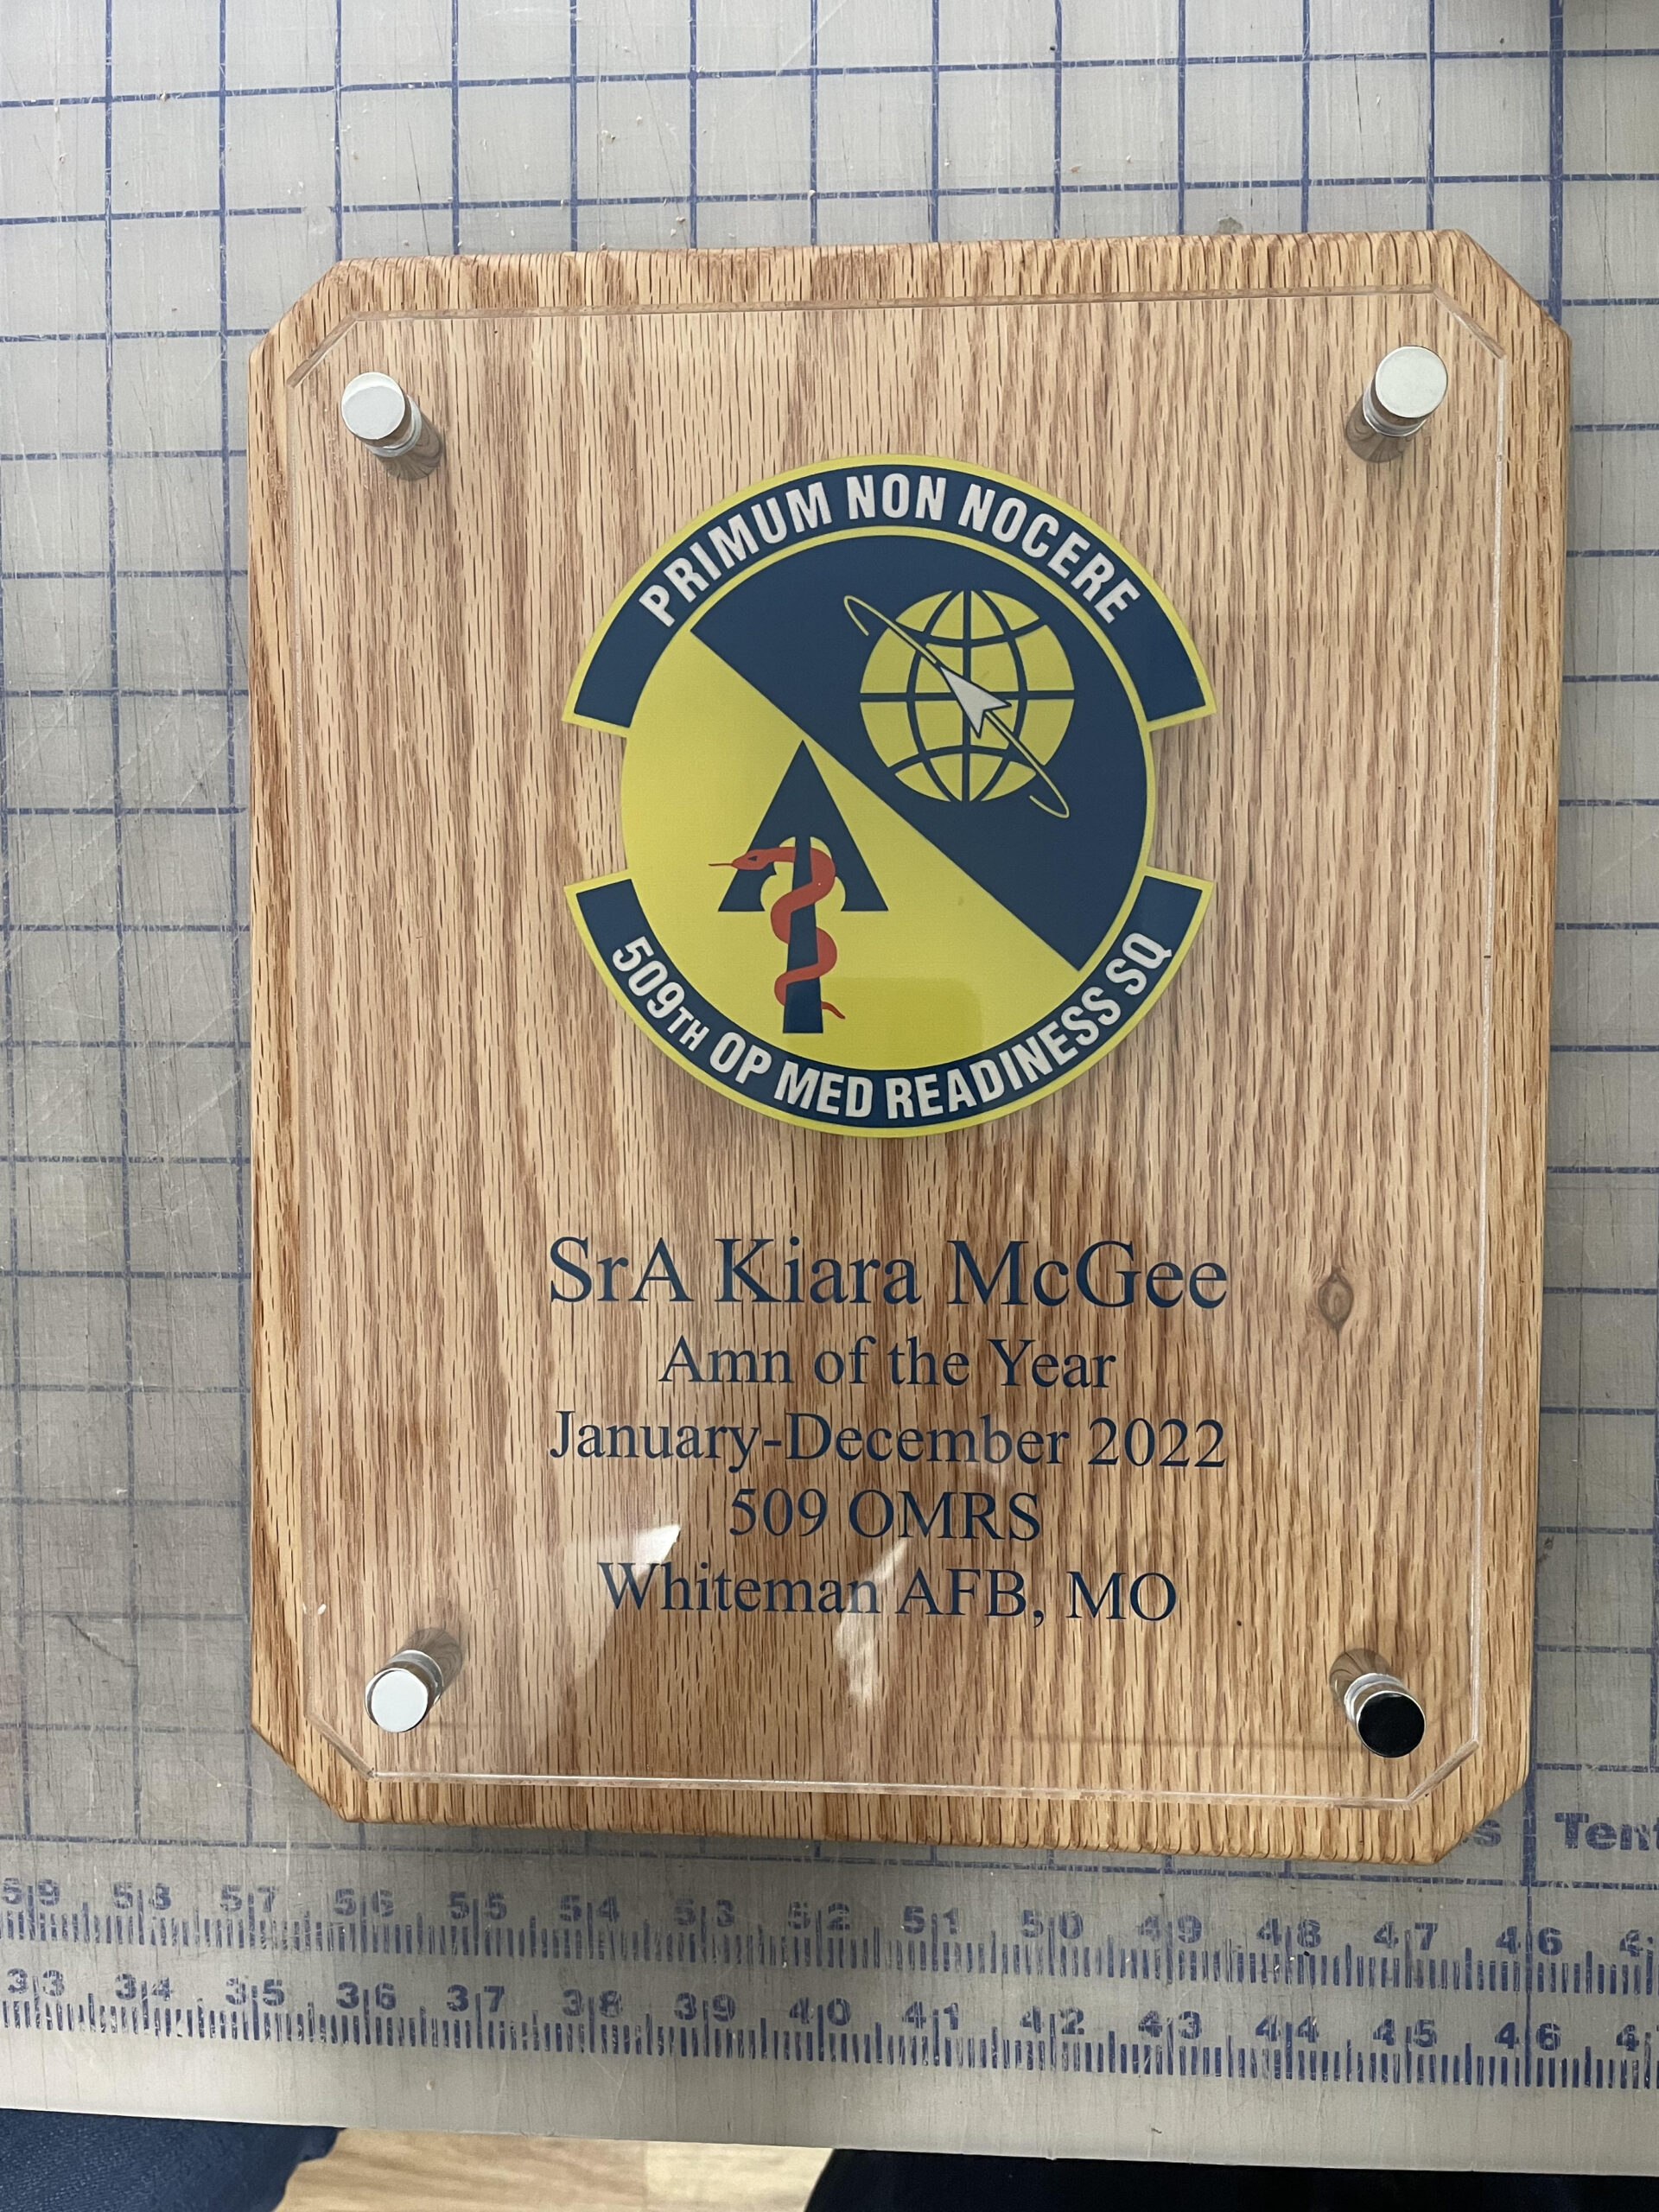 PRIMUM NON NOCERE
509TH OP MED READINESS SQ
SrA Kiara McGee
Amn of the Year
January-December 2022
509 OMRS
Whiteman AFB, MO
59 58 57 56 55 54 53 52 51 50 49 48 47 46
33 34 35 36 37 38 39 40 41 42 43 44 45 46